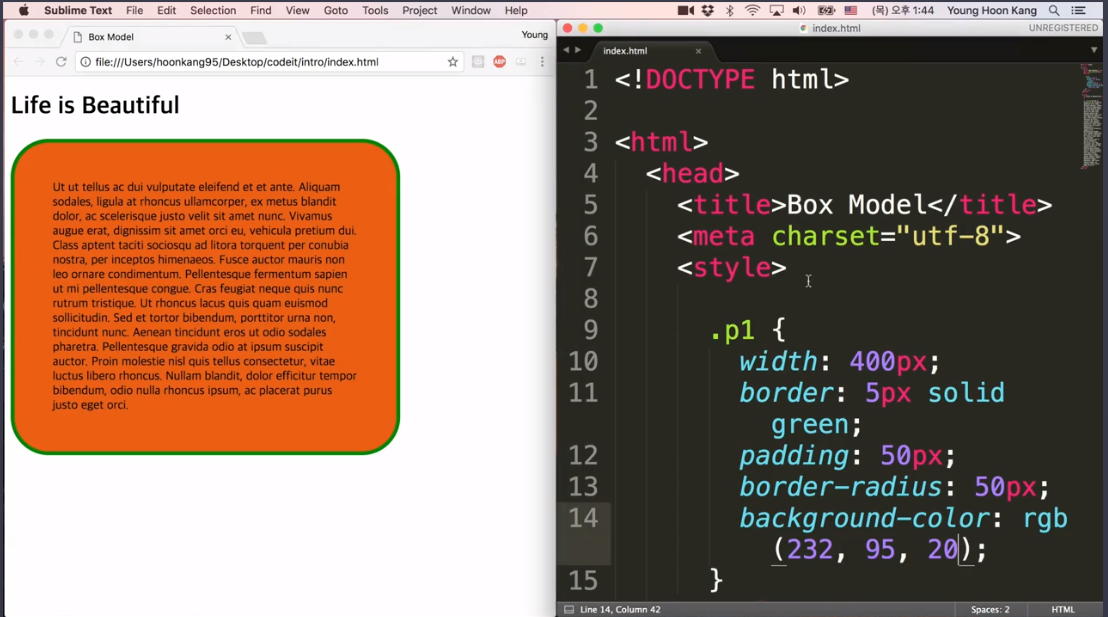 Sublime Text File Edit Selection Find View Goto Tools Project Window Help (목) 오후 1:44 Young Hoon Kang
Box Model
Young
file:///Users/hoonkang95/Desktop/codeit/intro/index.html
ABP
Life is Beautiful
Ut ut tellus ac dui vulputate eleifend et et ante. Aliquam
sodales, ligula at rhoncus ullamcorper, ex metus blandit
dolor, ac scelerisque justo velit sit amet nunc. Vivamus
augue erat, dignissim sit amet orci eu, vehicula pretium dui.
Class aptent taciti sociosqu ad litora torquent per conubia
nostra, per inceptos himenaeos. Fusce auctor mauris non
leo ornare condimentum. Pellentesque fermentum sapien
ut mi pellentesque congue. Cras feugiat neque quis nunc
rutrum tristique. Ut rhoncus lacus quis quam euismod
sollicitudin. Sed et tortor bibendum, porttitor urna non,
tincidunt nunc. Aenean tincidunt eros ut odio sodales
pharetra. Pellentesque gravida odio at ipsum suscipit
auctor. Proin molestie nisl quis tellus consectetur, vitae
luctus libero rhoncus. Nullam blandit, dolor efficitur tempor
bibendum, odio nulla rhoncus ipsum, ac placerat purus
justo eget orci.
index.html
UNREGISTERED
index.html
1 <!DOCTYPE html>
2
3 <html>
4 <head>
5 <title>Box Model</title>
6 <meta charset="utf-8">
7 <style>
8
9 .p1 {
10 width: 400px;
11 border: 5px solid
green;
12 padding: 50px;
13 border-radius: 50px;
14 background-color: rgb
(232, 95, 20);
15 }
Line 14, Column 42
Spaces: 2
HTML